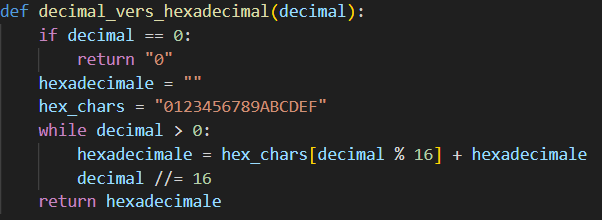 def decimal_vers_hexadecimal(decimal):
    if decimal == 0:
        return "0"
    hexadecimale = ""
    hex_chars = "0123456789ABCDEF"
    while decimal > 0:
        hexadecimale = hex_chars[decimal % 16] + hexadecimale
        decimal //= 16
    return hexadecimale